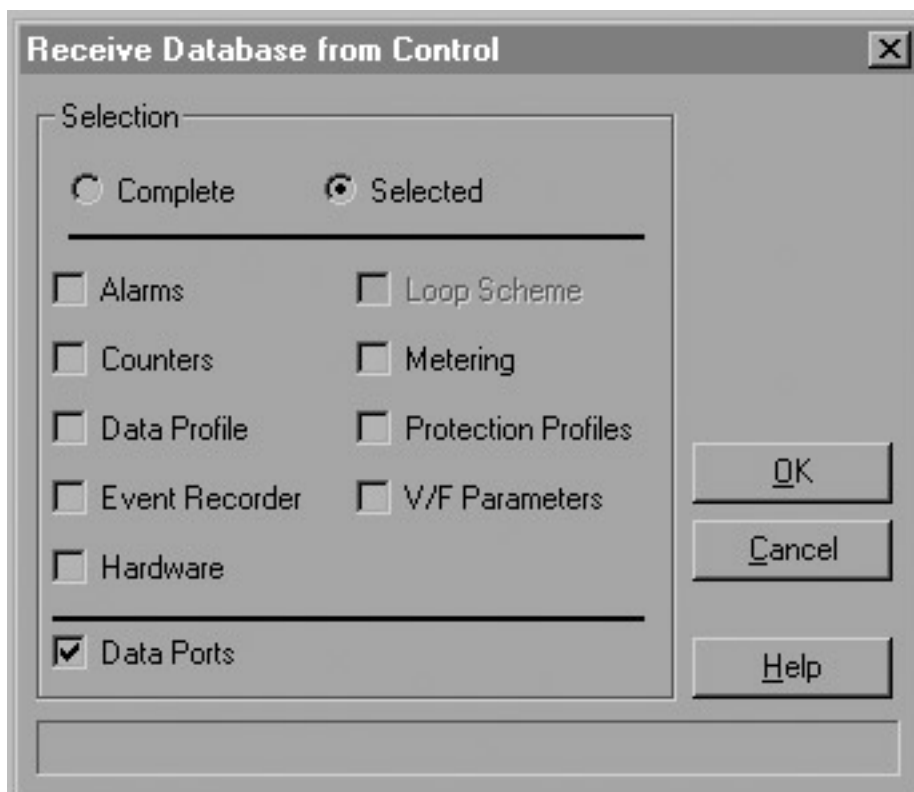 Receive Database from Control
Selection
Complete
Selected
Alarms
Loop Scheme
Counters
Metering
Data Profile
Protection Profiles
Event Recorder
V/F Parameters
Hardware
Data Ports
OK
Cancel
Help